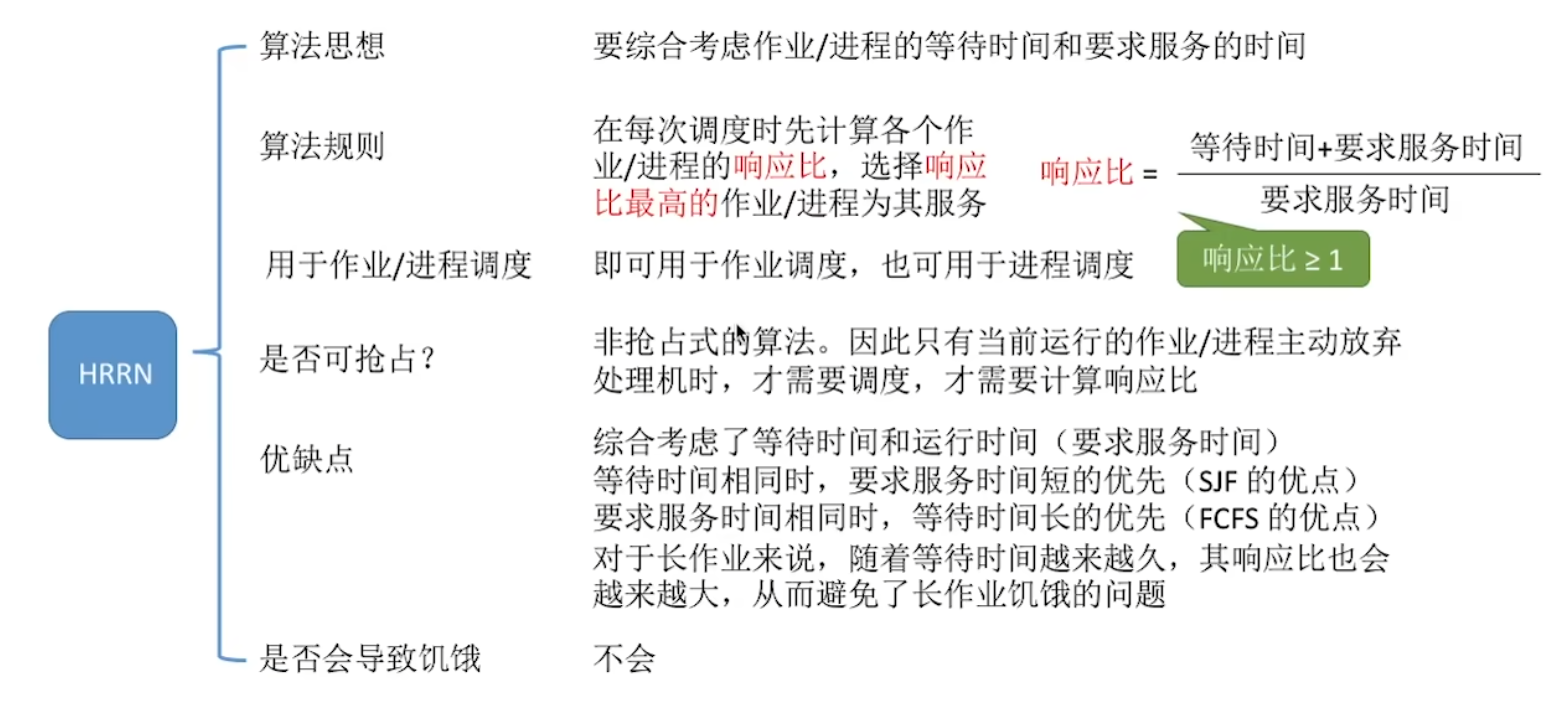 HRRN
算法思想
要综合考虑作业/进程的等待时间和要求服务的时间
算法规则
在每次调度时先计算各个作
业/进程的响应比，选择响应
比最高的作业/进程为其服务
响应比 =
等待时间+要求服务时间
要求服务时间
响应比 ≥ 1
用于作业/进程调度
即可用于作业调度，也可用于进程调度
是否可抢占？
非抢占式的算法。因此只有当前运行的作业/进程主动放弃
处理机时，才需要调度，才需要计算响应比
优缺点
综合考虑了等待时间和运行时间（要求服务时间）
等待时间相同时，要求服务时间短的优先（SJF 的优点）
要求服务时间相同时，等待时间长的优先（FCFS 的优点）
对于长作业来说，随着等待时间越来越久，其响应比也会
越来越大，从而避免了长作业饥饿的问题
是否会导致饥饿
不会